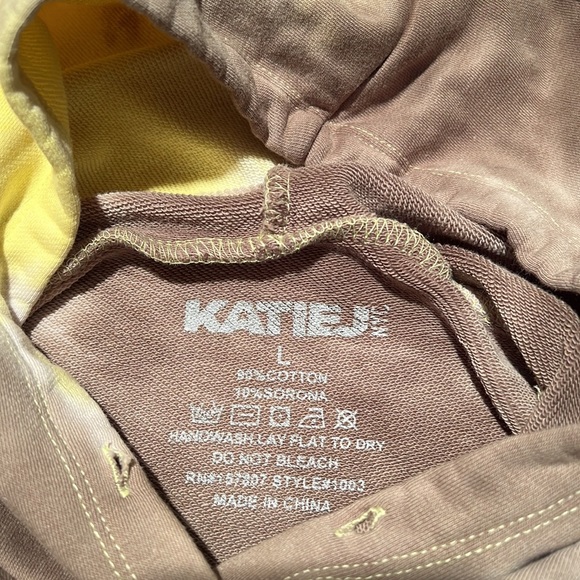 KATIEJ NYC
L
90%COTTON
10%SORONA
HANDWASH,LAY FLAT TO DRY
DO NOT BLEACH
RN#157807 STYLE#1003
MADE IN CHINA